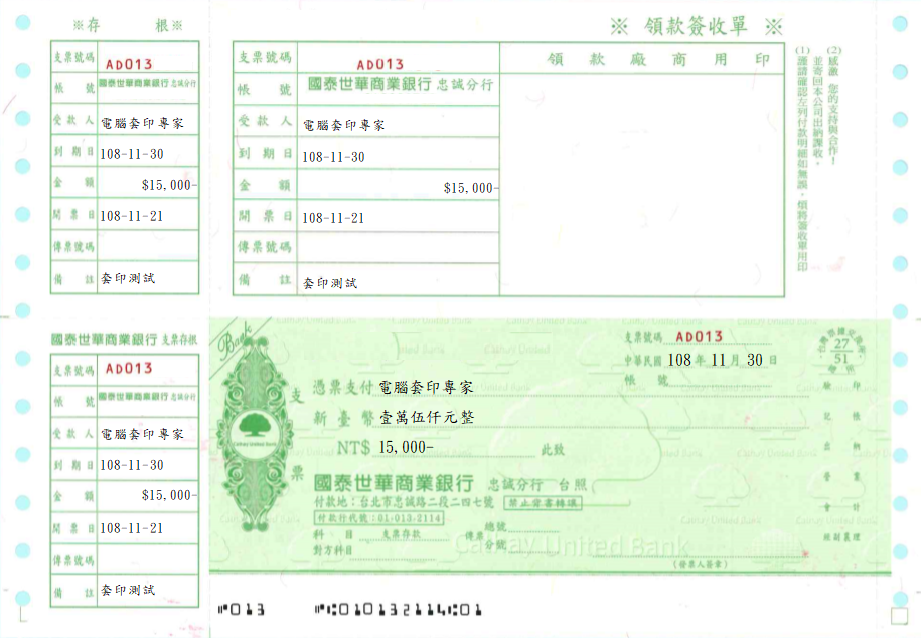 ※存 根※
支票號碼 AD013
帳 號 國泰世華商業銀行 忠誠分行
受款人 電腦套印專家
到期日 108-11-30
金 額 $15,000-
開票日 108-11-21
傳票號碼
備 註 套印測試
※ 領款簽收單 ※
支票號碼 AD013
帳 號 國泰世華商業銀行 忠誠分行
受款人 電腦套印專家
到期日 108-11-30
金 額 $15,000-
開票日 108-11-21
傳票號碼
備 註 套印測試
領 款 廠 商 用 印
(1) 謹請確認左列付款明細如無誤，煩將簽收單用印
並寄回本公司出納課收。
(2) 感謝 您的支持與合作！
國泰世華商業銀行 支票存根
支票號碼 AD013
帳 號 國泰世華商業銀行 忠誠分行
受款人 電腦套印專家
到期日 108-11-30
金 額 $15,000-
開票日 108-11-21
傳票號碼
備 註 套印測試
Bank
Cathay United Bank
支票
支票號碼 AD013
中華民國 108 年 11 月 30 日
帳 號
27
51
憑票支付 電腦套印專家
新臺幣 壹萬伍仟元整
NT$ 15,000-
此致
國泰世華商業銀行 忠誠分行 台照
付款地：台北市忠誠路二段二四七號 禁止背書轉讓
付款行代號：01-013-2114
科 目 支票存款
對方科目
傳票 總號
分號
Cathay United Bank
(發票人簽章)
驗 印
記 帳
出 納
營 業
會 計
013
010132114 01